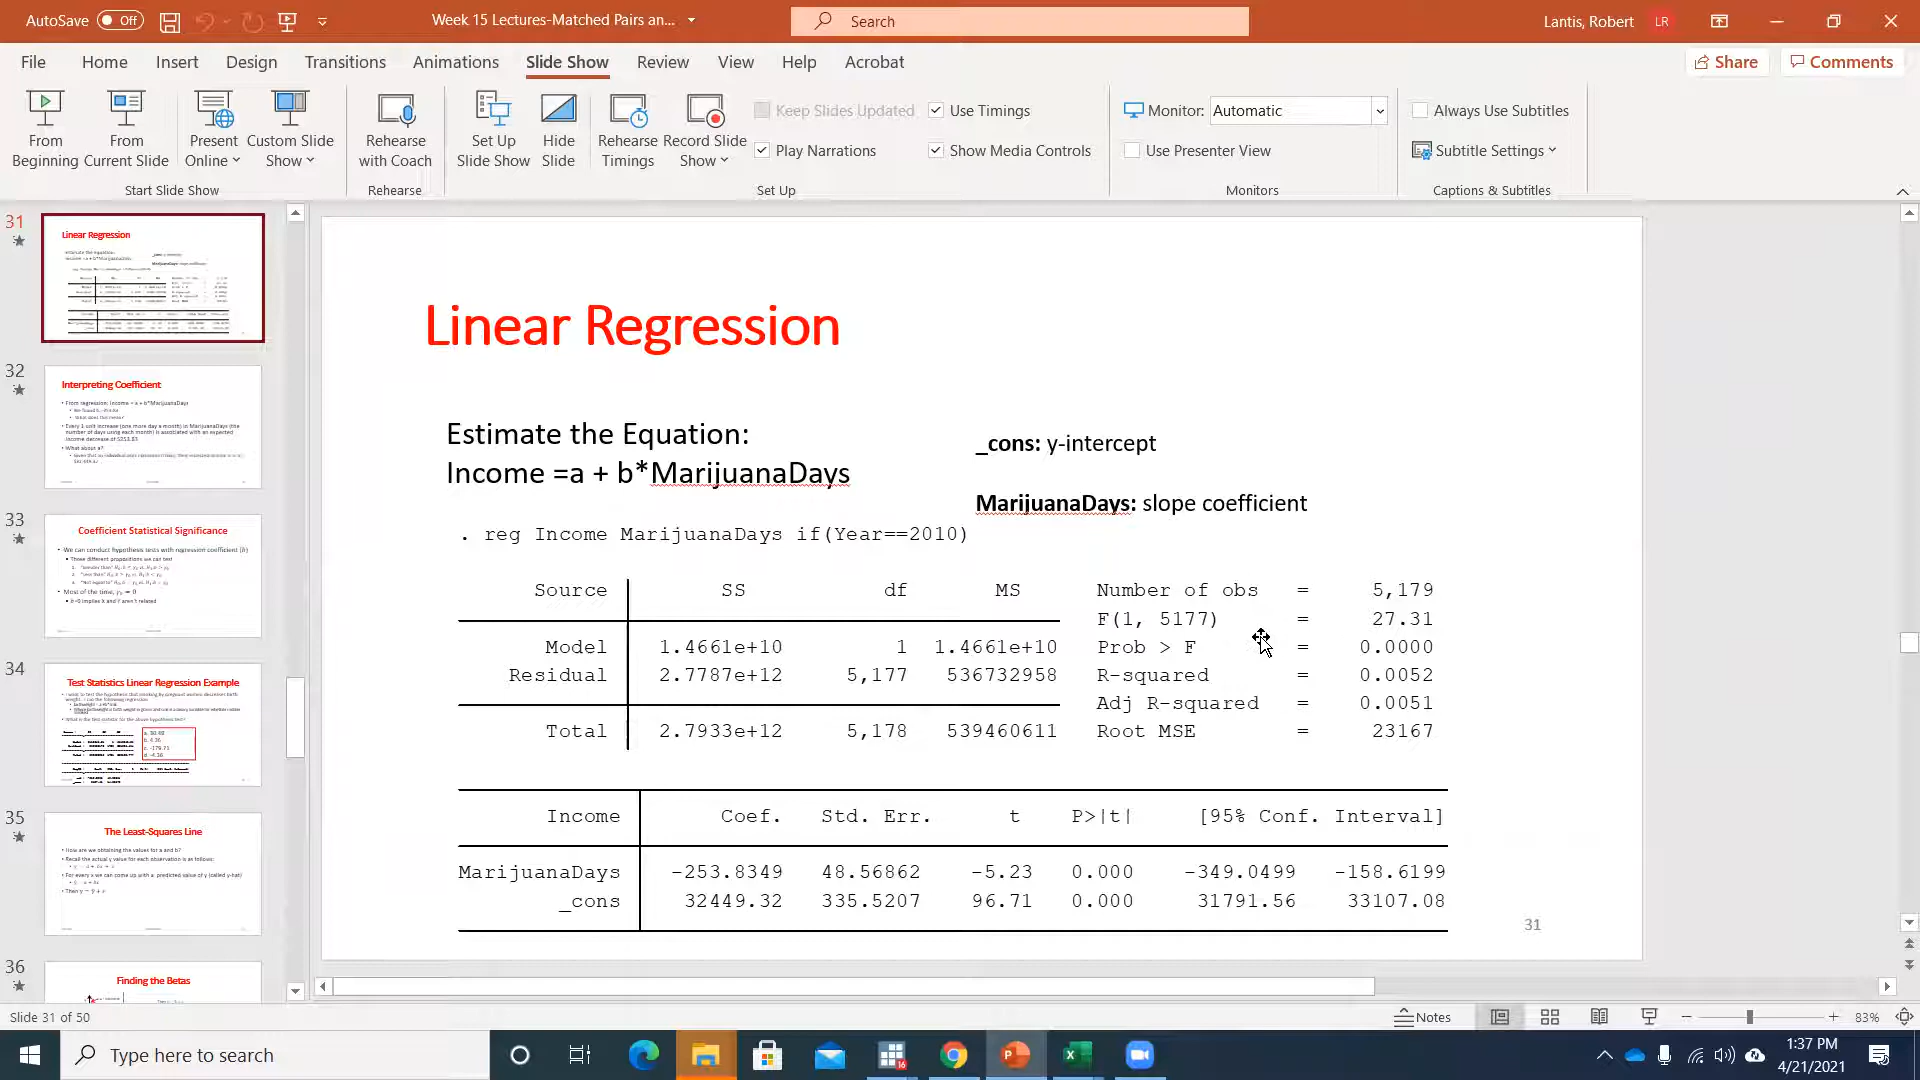 AutoSave Off
Week 15 Lectures-Matched Pairs an...
Search
Lantis, Robert LR
File Home Insert Design Transitions Animations Slide Show Review View Help Acrobat
Share Comments
From Beginning
From Current Slide
Present Online
Custom Slide Show
Start Slide Show
Rehearse with Coach
Rehearse
Set Up Slide Show
Hide Slide
Rehearse Timings
Record Slide Show
Keep Slides Updated
Use Timings
Play Narrations
Show Media Controls
Set Up
Monitor: Automatic
Use Presenter View
Monitors
Always Use Subtitles
Subtitle Settings
Captions & Subtitles
31
Linear Regression
32
Interpreting Coefficient
33
Coefficient Statistical Significance
34
Test Statistics Linear Regression Example
35
The Least-Squares Line
36
Finding the Betas
Linear Regression
Estimate the Equation:
Income =a + b*MarijuanaDays
_cons: y-intercept
MarijuanaDays: slope coefficient
. reg Income MarijuanaDays if(Year==2010)
Source SS df MS Number of obs = 5,179
F(1, 5177) = 27.31
Model 1.4661e+10 1 1.4661e+10 Prob > F = 0.0000
Residual 2.7787e+12 5,177 536732958 R-squared = 0.0052
Adj R-squared = 0.0051
Total 2.7933e+12 5,178 539460611 Root MSE = 23167
Income Coef. Std. Err. t P>|t| [95% Conf. Interval]
MarijuanaDays -253.8349 48.56862 -5.23 0.000 -349.0499 -158.6199
_cons 32449.32 335.5207 96.71 0.000 31791.56 33107.08
31
Slide 31 of 50
Notes
83%
Type here to search
16
1:37 PM
4/21/2021